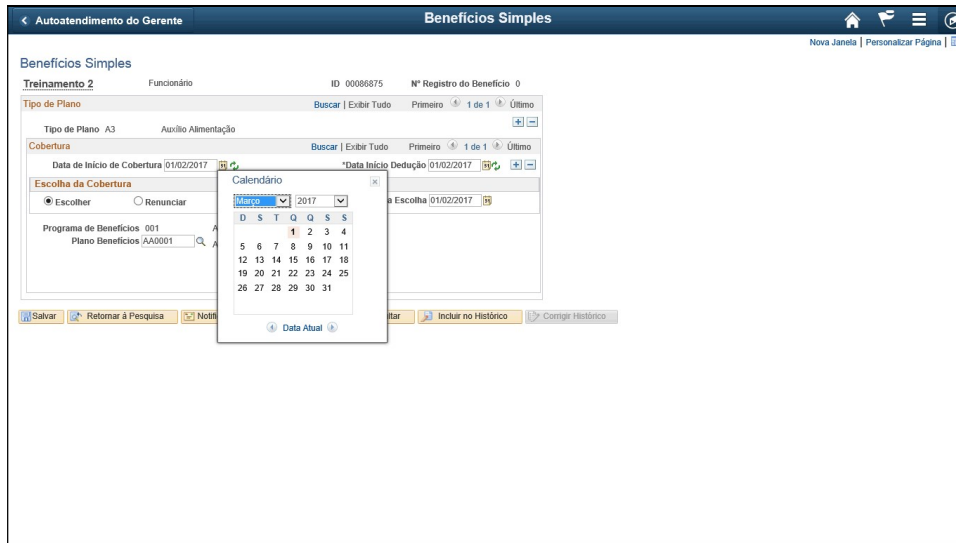 Autoatendimento do Gerente Benefícios Simples
Nova Janela | Personalizar Página |
Benefícios Simples
Treinamento 2 Funcionário ID 00086875 Nº Registro do Benefício 0
Tipo de Plano Buscar | Exibir Tudo Primeiro 1 de 1 Último
Tipo de Plano A3 Auxílio Alimentação
Cobertura Buscar | Exibir Tudo Primeiro 1 de 1 Último
Data de Início de Cobertura 01/02/2017 *Data Início Dedução 01/02/2017
Escolha da Cobertura
Escolher Renunciar a Escolha 01/02/2017
Programa de Benefícios 001 A
Plano Benefícios AA0001 A
Calendário
Março 2017
D S T Q Q S S
1 2 3 4
5 6 7 8 9 10 11
12 13 14 15 16 17 18
19 20 21 22 23 24 25
26 27 28 29 30 31
Data Atual
Salvar Retornar à Pesquisa Notifi itar Incluir no Histórico Corrigir Histórico